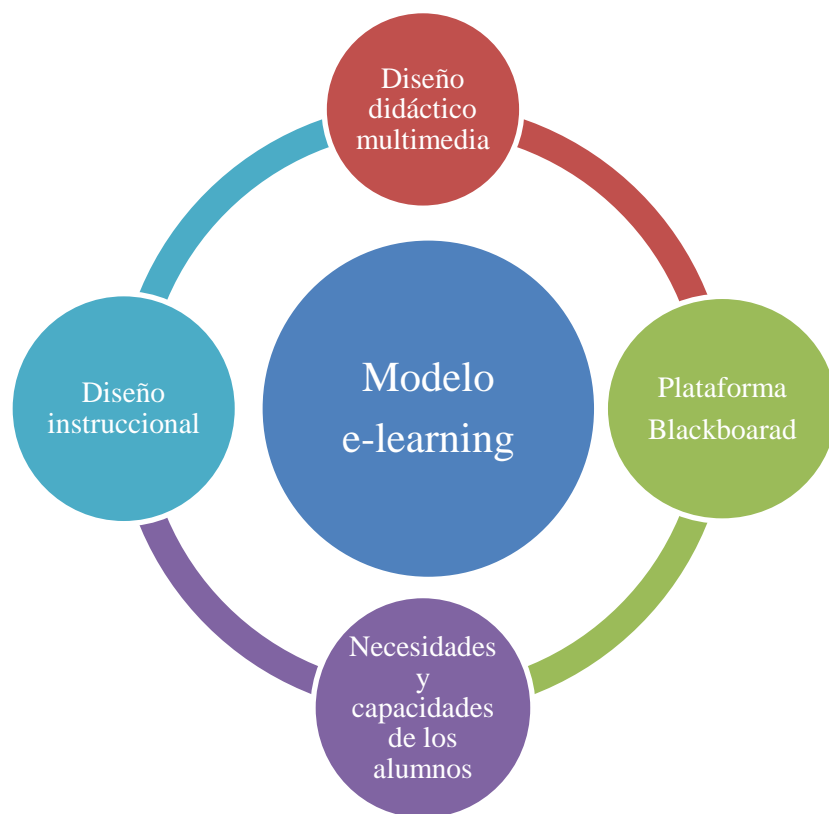 Diseño
didáctico
multimedia
Modelo
e-learning
Plataforma
Blackboarad
Diseño
instruccional
Necesidades
y
capacidades
de los
alumnos